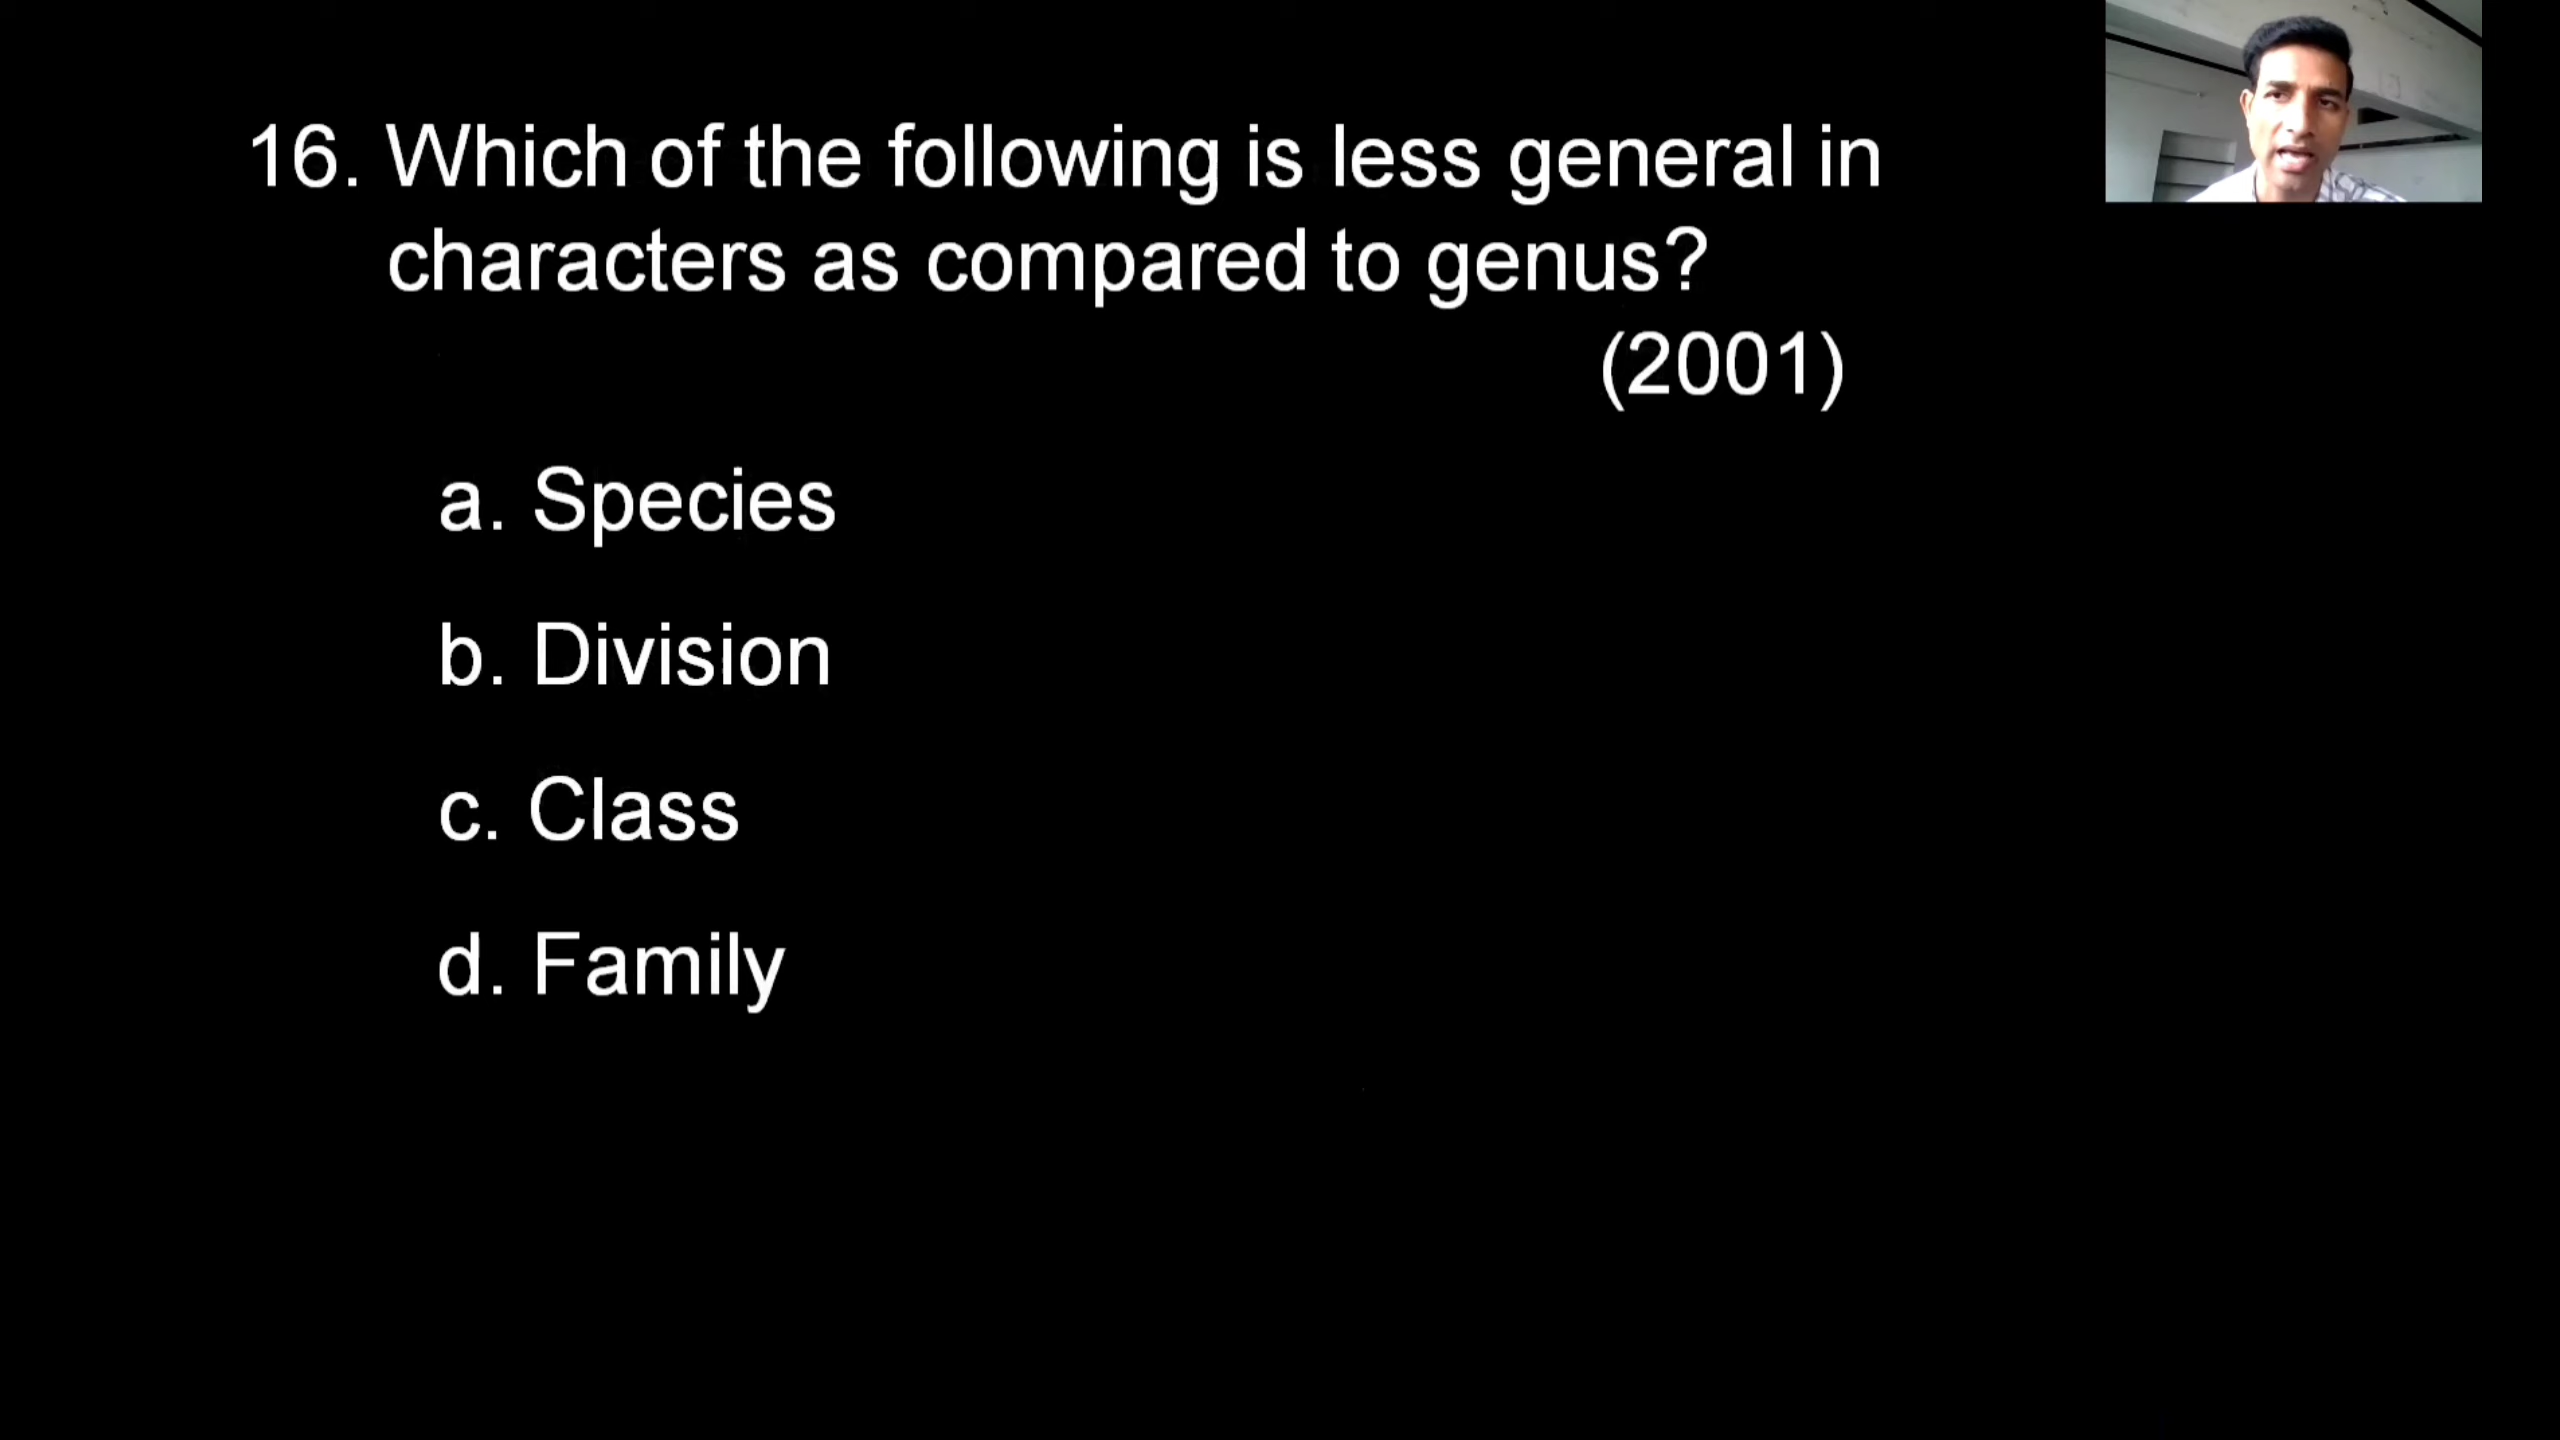 16. Which of the following is less general in
characters as compared to genus?
(2001)
a. Species
b. Division
c. Class
d. Family